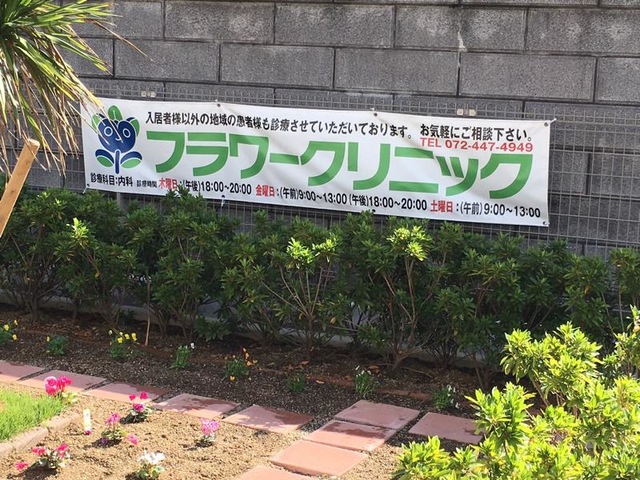 入居者様以外の地域の患者様も診療させていただいております。お気軽にご相談下さい。
TEL 072-447-4949
フラワークリニック
診療科目:内科 診療時間 木曜日:(午後)18:00~20:00 金曜日:(午前)9:00~13:00 (午後)18:00~20:00 土曜日:(午前)9:00~13:00